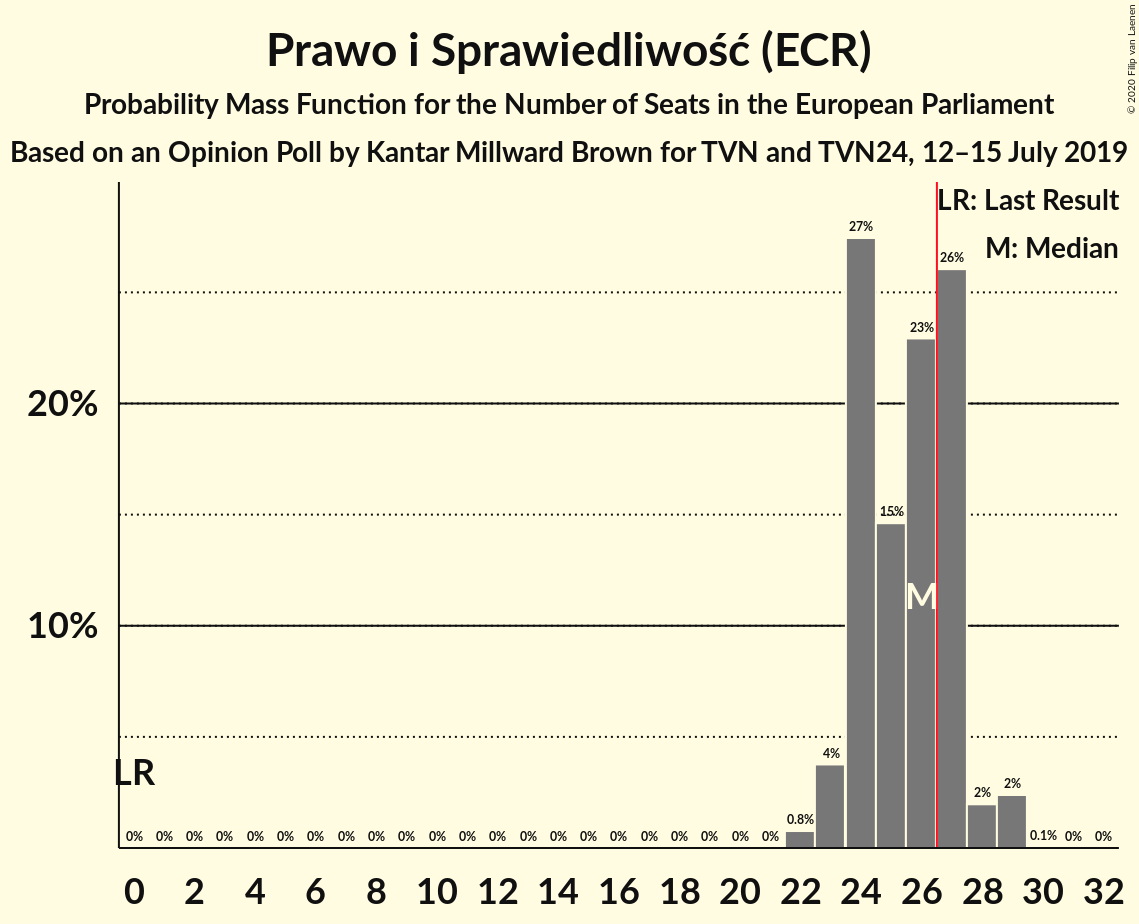 © 2020 Filip van Laenen
Prawo i Sprawiedliwość (ECR)
Probability Mass Function for the Number of Seats in the European Parliament
Based on an Opinion Poll by Kantar Millward Brown for TVN and TVN24, 12–15 July 2019
LR: Last Result
M: Median
27%
26%
23%
20%
15%
M
10%
4%
LR
2%
2%
0.8%
0% 0% 0% 0% 0% 0% 0% 0% 0% 0% 0% 0% 0% 0% 0% 0% 0% 0% 0% 0% 0% 0% 0.1% 0% 0%
0 2 4 6 8 10 12 14 16 18 20 22 24 26 28 30 32